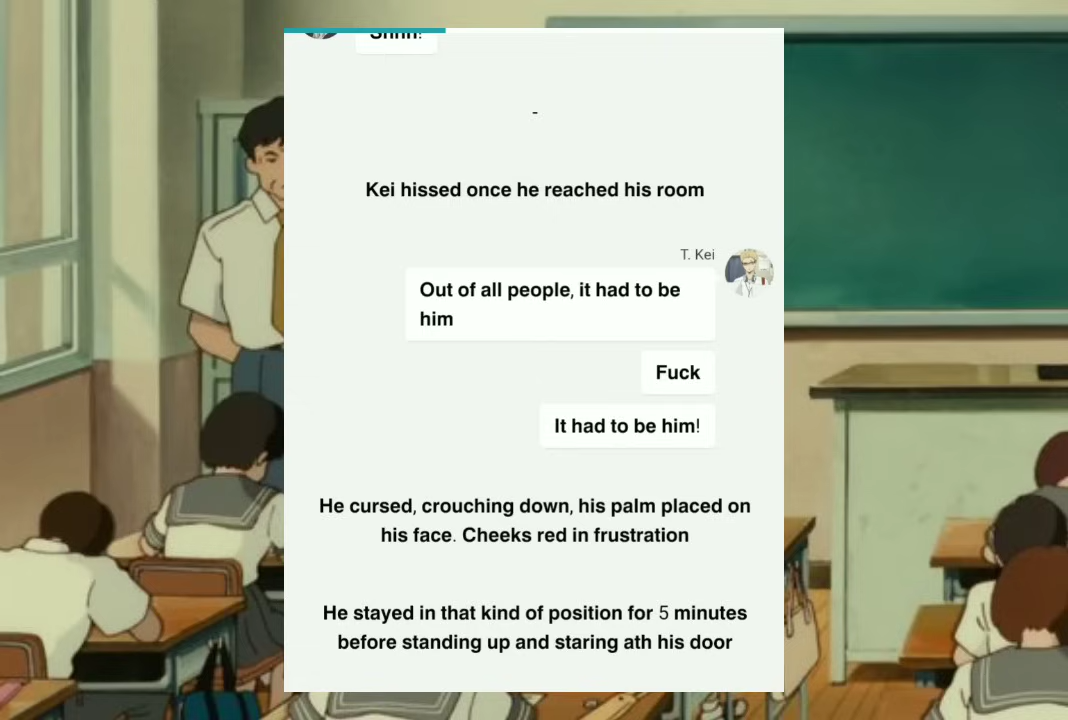 Shhh!
-
Kei hissed once he reached his room
T. Kei
Out of all people, it had to be
him
Fuck
It had to be him!
He cursed, crouching down, his palm placed on
his face. Cheeks red in frustration
He stayed in that kind of position for 5 minutes
before standing up and staring ath his door